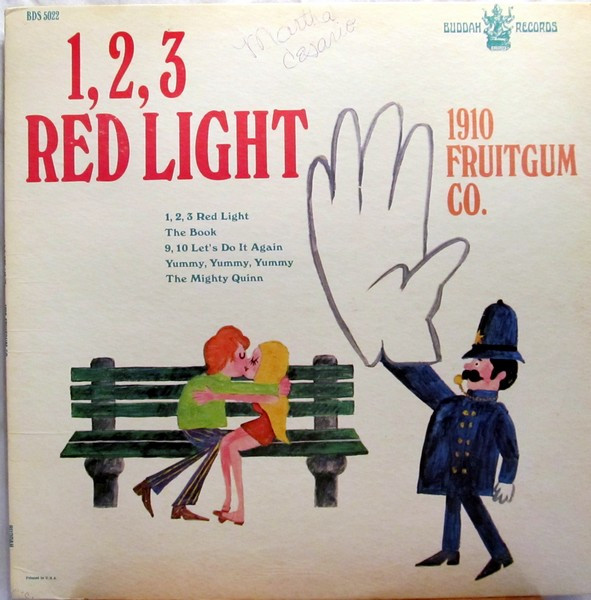 BDS 5022
Martha
Cesario
BUDDAH RECORDS
1, 2, 3
RED LIGHT
1910
FRUITGUM
CO.
1, 2, 3 Red Light
The Book
9, 10 Let's Do It Again
Yummy, Yummy, Yummy
The Mighty Quinn